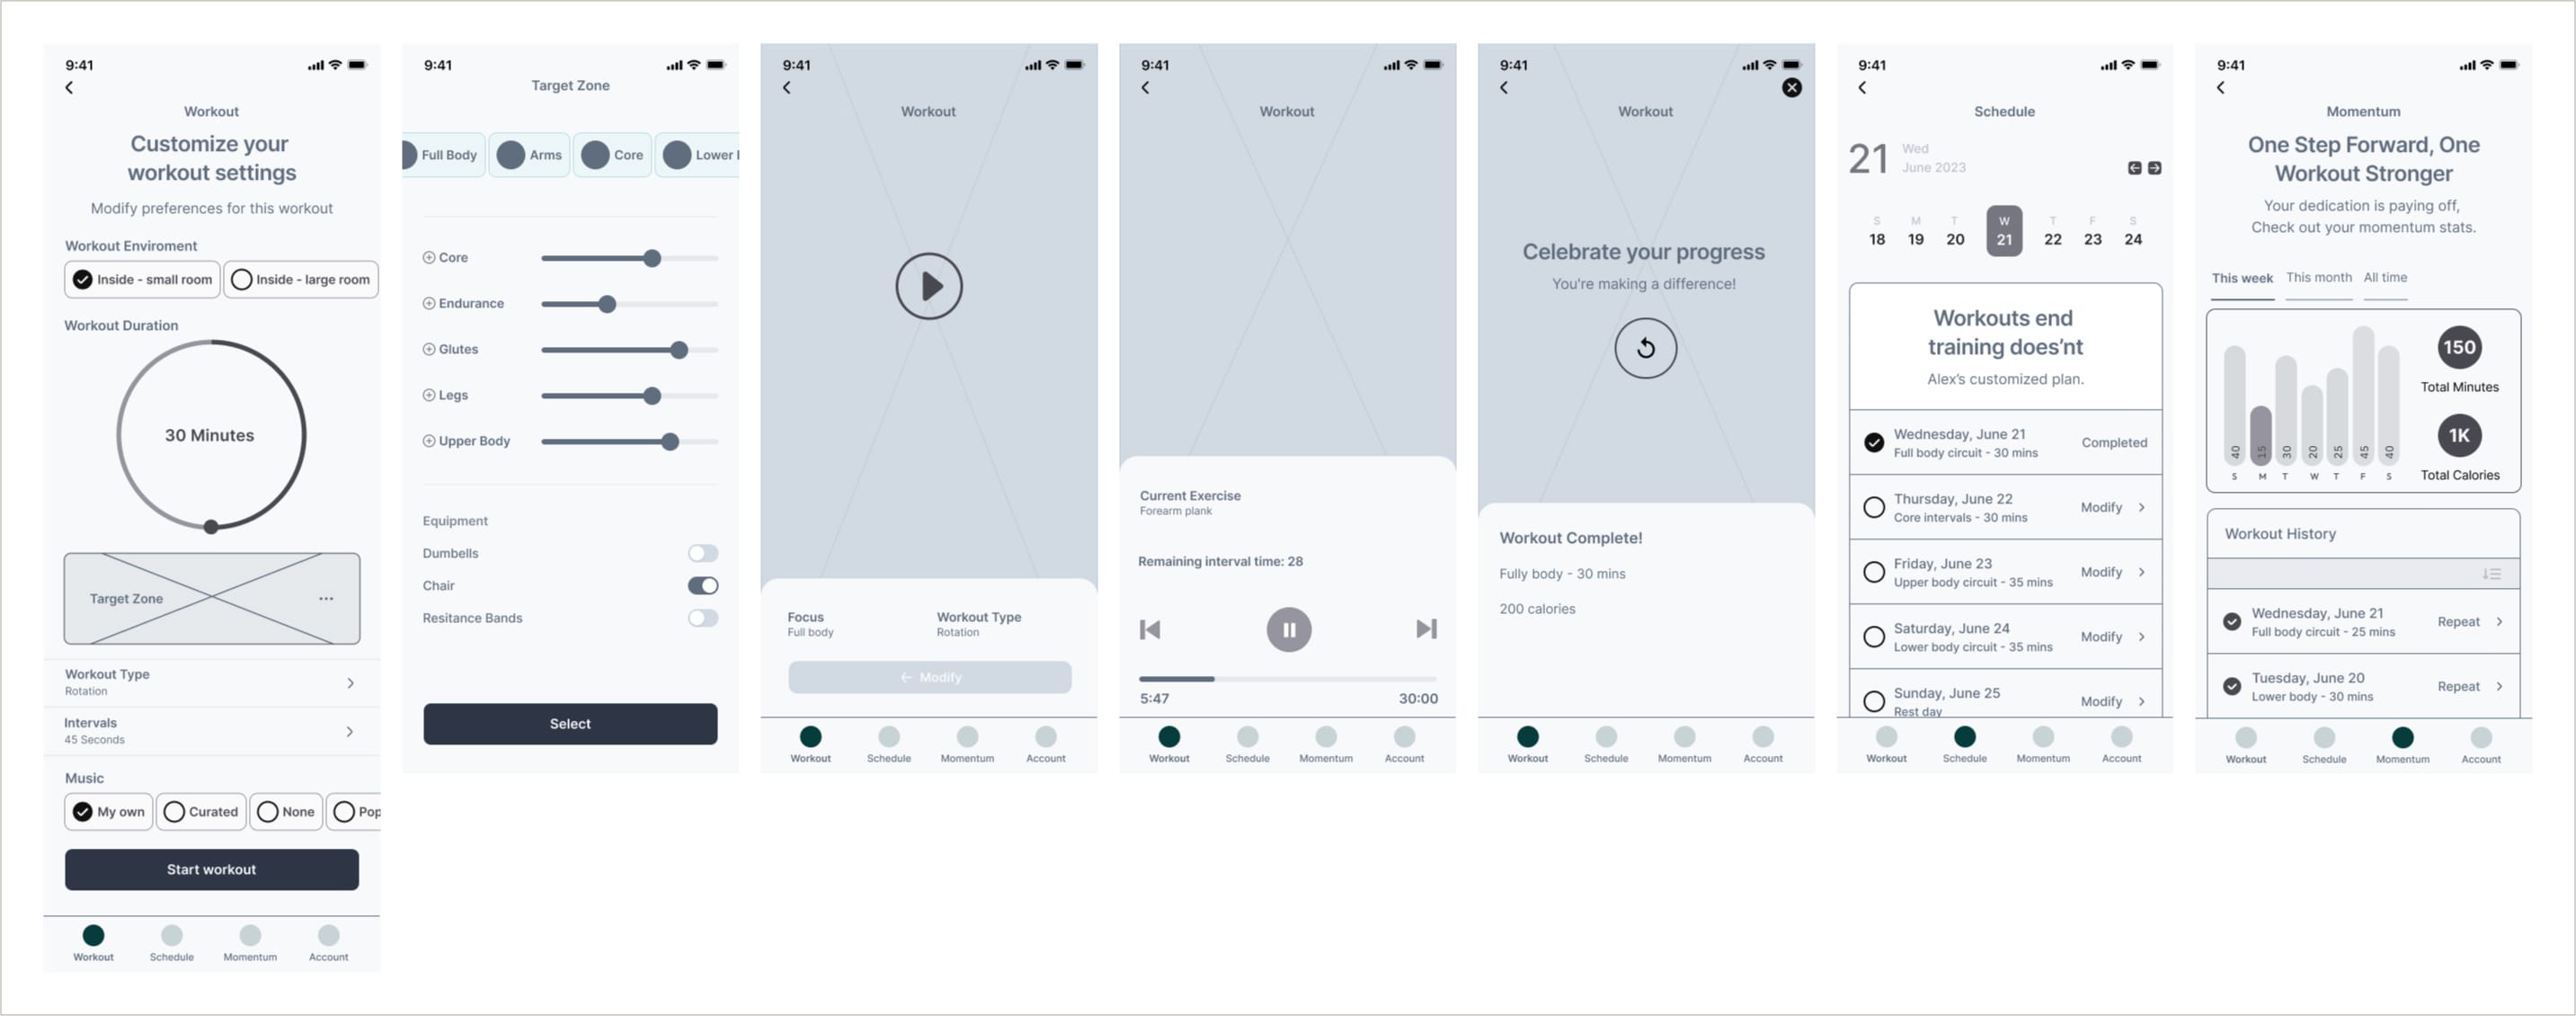 9:41
Workout
Customize your
workout settings
Modify preferences for this workout
Workout Enviroment
Inside - small room
Inside - large room
Workout Duration
30 Minutes
Target Zone
Workout Type
Rotation
Intervals
45 Seconds
Music
My own
Curated
None
Pop
Start workout
Workout
Schedule
Momentum
Account
9:41
Target Zone
Full Body
Arms
Core
Lower
Core
Endurance
Glutes
Legs
Upper Body
Equipment
Dumbells
Chair
Resitance Bands
Select
9:41
Workout
Focus
Full body
Workout Type
Rotation
Modify
Workout
Schedule
Momentum
Account
9:41
Workout
Current Exercise
Forearm plank
Remaining interval time: 28
5:47
30:00
Workout
Schedule
Momentum
Account
9:41
Workout
Celebrate your progress
You're making a difference!
Workout Complete!
Fully body - 30 mins
200 calories
Workout
Schedule
Momentum
Account
9:41
Schedule
21
Wed
June 2023
S M T W T F S
18 19 20 21 22 23 24
Workouts end
training does'nt
Alex's customized plan.
Wednesday, June 21
Full body circuit - 30 mins
Completed
Thursday, June 22
Core intervals - 30 mins
Modify
Friday, June 23
Upper body circuit - 35 mins
Modify
Saturday, June 24
Lower body circuit - 35 mins
Modify
Sunday, June 25
Rest day
Modify
Workout
Schedule
Momentum
Account
9:41
Momentum
One Step Forward, One
Workout Stronger
Your dedication is paying off,
Check out your momentum stats.
This week
This month
All time
40 15 30 20 25 45 40
S M T W T F S
150
Total Minutes
1K
Total Calories
Workout History
Wednesday, June 21
Full body circuit - 25 mins
Repeat
Tuesday, June 20
Lower body - 30 mins
Repeat
Workout
Schedule
Momentum
Account